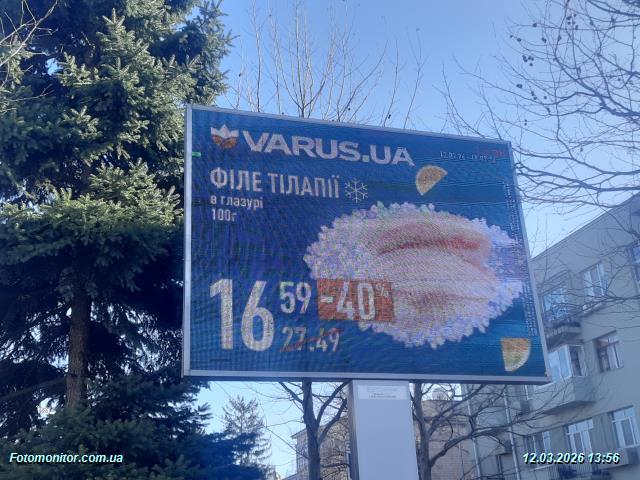 VARUS.UA
ФІЛЕ ТІЛАПІЇ
в глазурі
100г
16 59 -40%
27.49
Fotomonitor.com.ua
12.03.2026 13:56